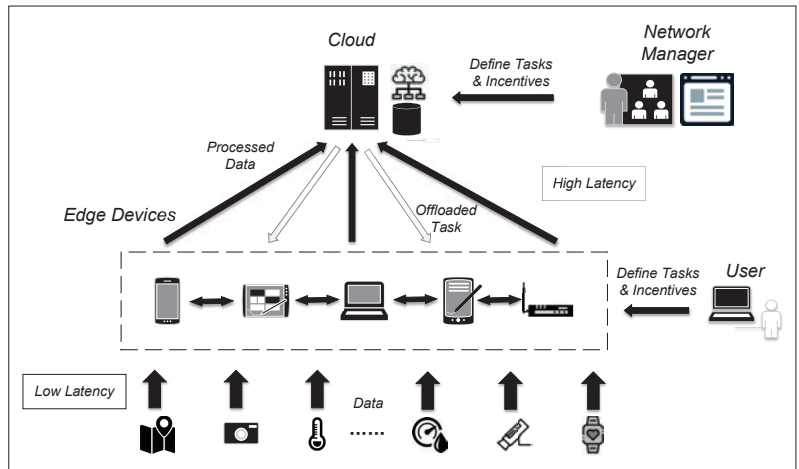 Cloud
Network
Manager
Define Tasks
& Incentives
Processed
Data
High Latency
Edge Devices
Offloaded
Task
Define Tasks
& Incentives
User
Low Latency
Data
......